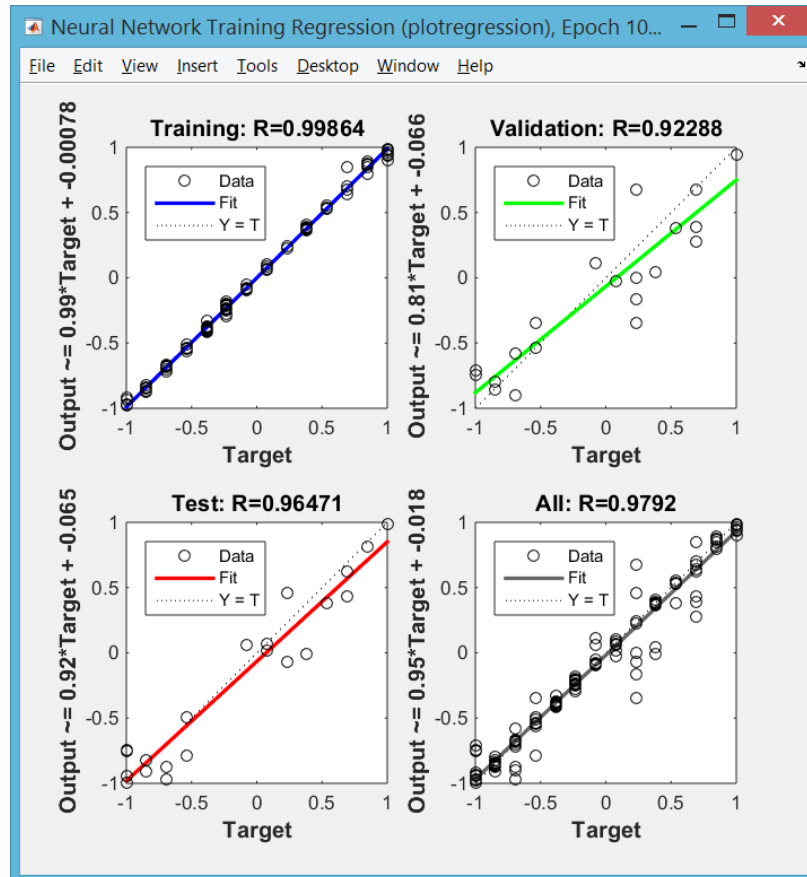 Neural Network Training Regression (plotregression), Epoch 10...
File Edit View Insert Tools Desktop Window Help
Training: R=0.99864
Output ~= 0.99*Target + -0.00078
1
0.5
0
-0.5
-1
Data
Fit
Y = T
-1 -0.5 0 0.5 1
Target
Validation: R=0.92288
Output ~= 0.81*Target + -0.066
1
0.5
0
-0.5
-1
Data
Fit
Y = T
-1 -0.5 0 0.5 1
Target
Test: R=0.96471
Output ~= 0.92*Target + -0.065
1
0.5
0
-0.5
-1
Data
Fit
Y = T
-1 -0.5 0 0.5 1
Target
All: R=0.9792
Output ~= 0.95*Target + -0.018
1
0.5
0
-0.5
-1
Data
Fit
Y = T
-1 -0.5 0 0.5 1
Target